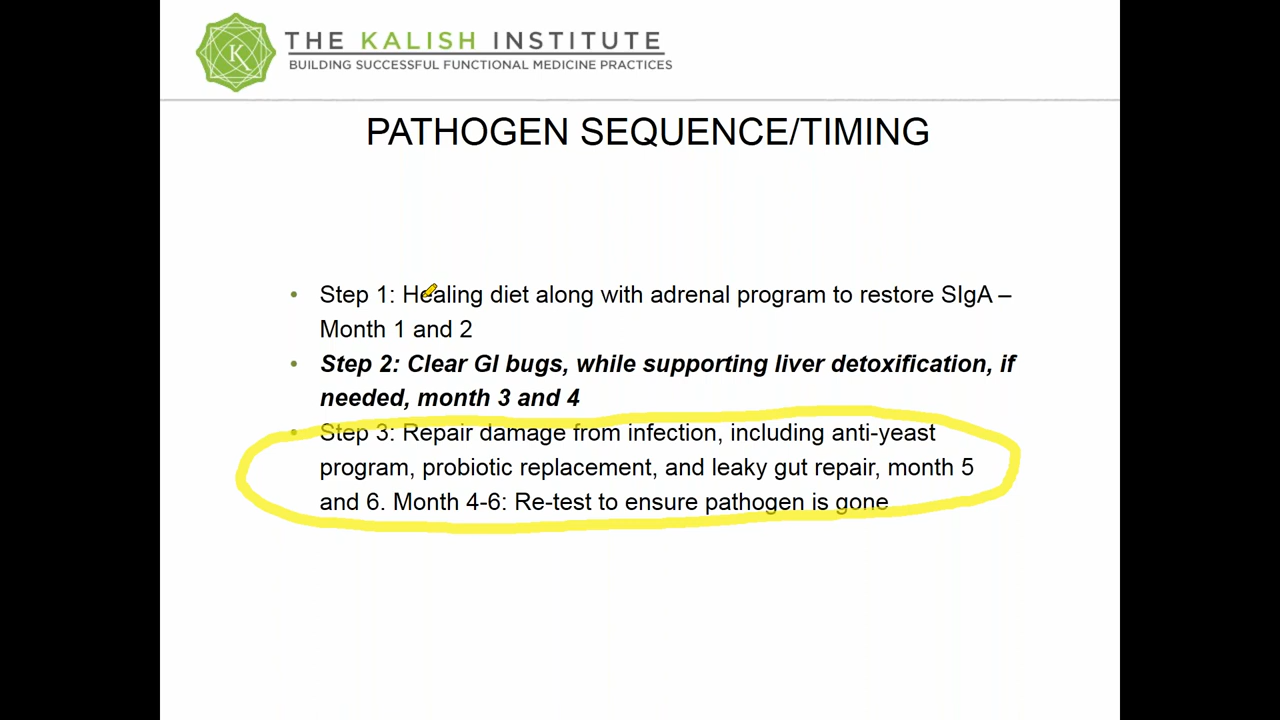 K
THE KALISH INSTITUTE
BUILDING SUCCESSFUL FUNCTIONAL MEDICINE PRACTICES
PATHOGEN SEQUENCE/TIMING
• Step 1: Healing diet along with adrenal program to restore SIgA –
Month 1 and 2
• Step 2: Clear GI bugs, while supporting liver detoxification, if
needed, month 3 and 4
• Step 3: Repair damage from infection, including anti-yeast
program, probiotic replacement, and leaky gut repair, month 5
and 6. Month 4-6: Re-test to ensure pathogen is gone